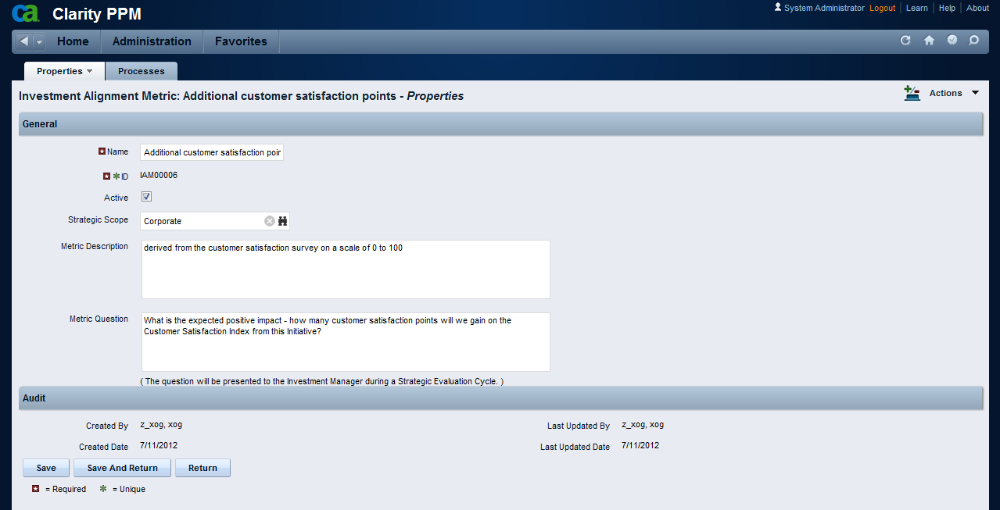 ca Clarity PPM
System Administrator Logout Learn Help About
Home Administration Favorites
Properties Processes
Investment Alignment Metric: Additional customer satisfaction points - Properties
Actions
General
Name Additional customer satisfaction poir
ID IAM00006
Active
Strategic Scope Corporate
Metric Description derived from the customer satisfaction survey on a scale of 0 to 100
Metric Question What is the expected positive impact - how many customer satisfaction points will we gain on the
Customer Satisfaction Index from this Initiative?
( The question will be presented to the Investment Manager during a Strategic Evaluation Cycle. )
Audit
Created By z_xog, xog Last Updated By z_xog, xog
Created Date 7/11/2012 Last Updated Date 7/11/2012
Save Save And Return Return
= Required = Unique